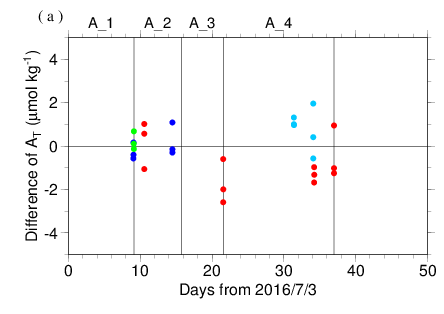 (a)
A_1 A_2 A_3 A_4
Difference of A_T (μmol kg⁻¹)
4
2
0
-2
-4
0 10 20 30 40 50
Days from 2016/7/3